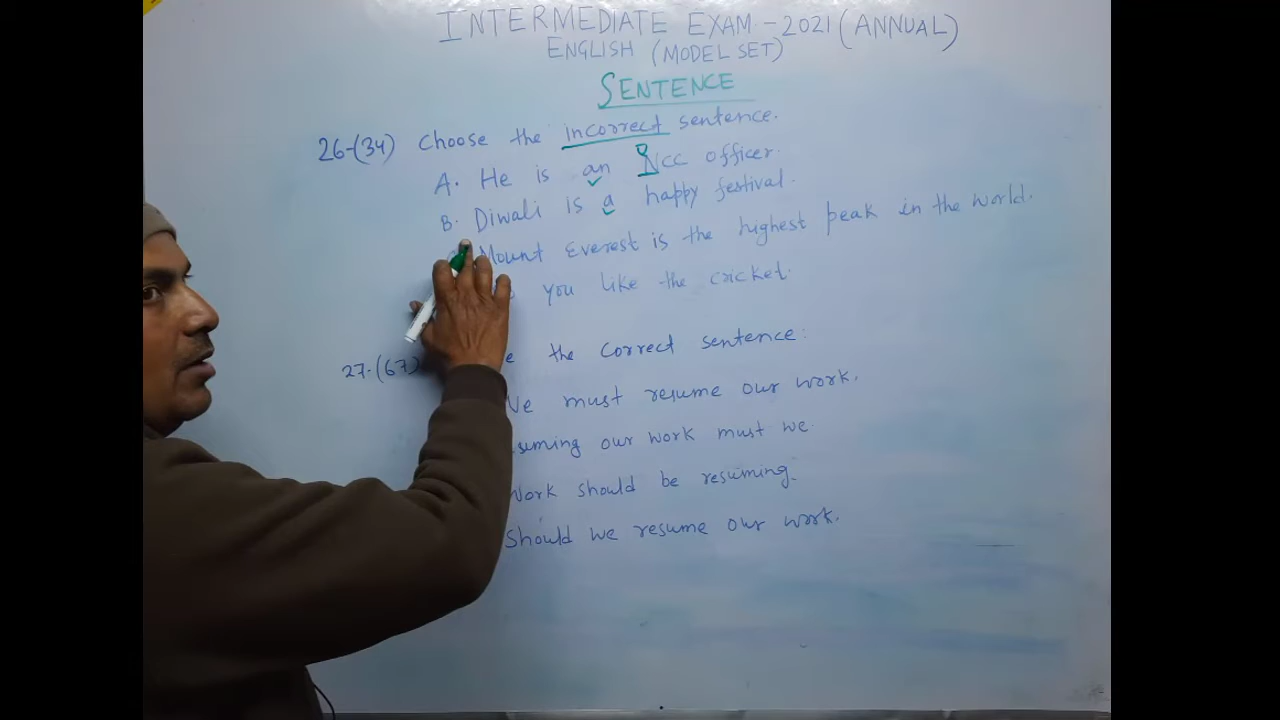 INTERMEDIATE EXAM - 2021 (ANNUAL)
ENGLISH (MODEL SET)
SENTENCE
26-(34) Choose the incorrect sentence.
A. He is an NCC officer.
B. Diwali is a happy festival.
Mount Everest is the highest peak in the world.
you like the cricket.
27.(67) the correct sentence:
We must resume our work.
our work must we.
Work should be resuming.
Should we resume our work.